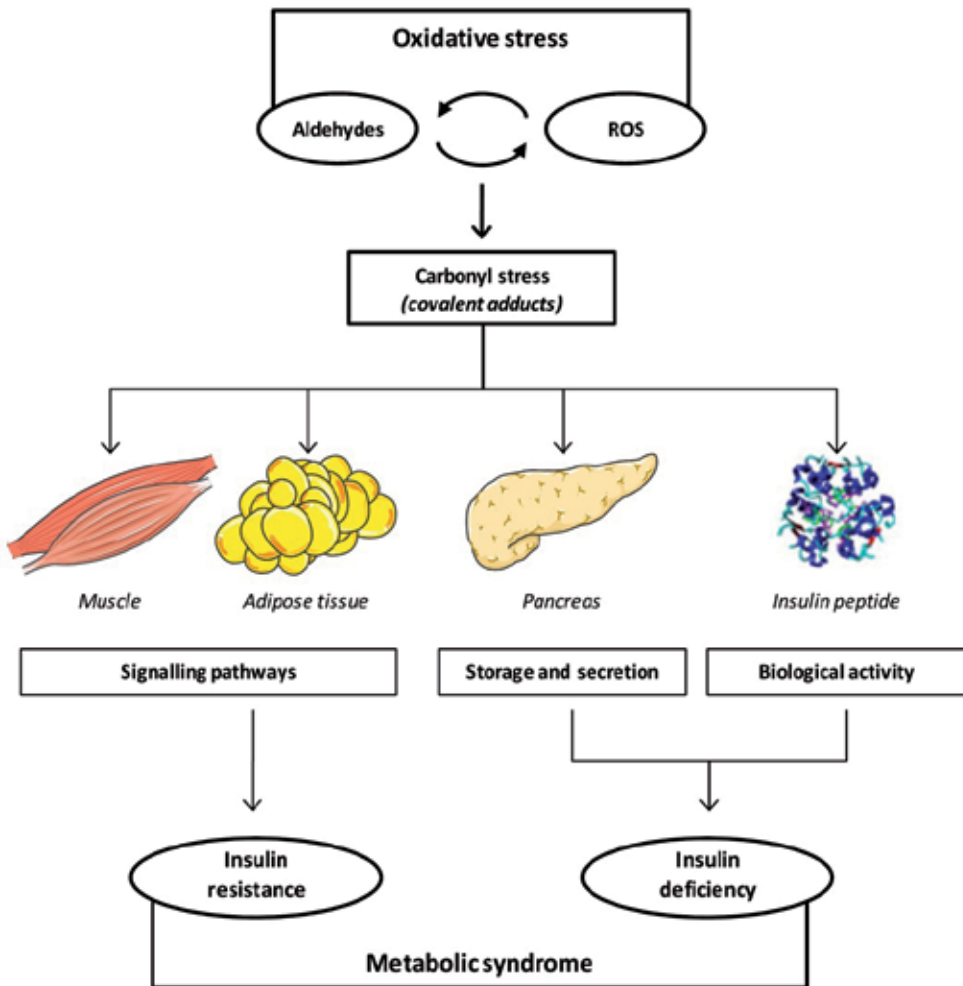 Oxidative stress
Aldehydes
ROS
Carbonyl stress
(covalent adducts)
Muscle
Adipose tissue
Pancreas
Insulin peptide
Signalling pathways
Storage and secretion
Biological activity
Insulin
resistance
Insulin
deficiency
Metabolic syndrome